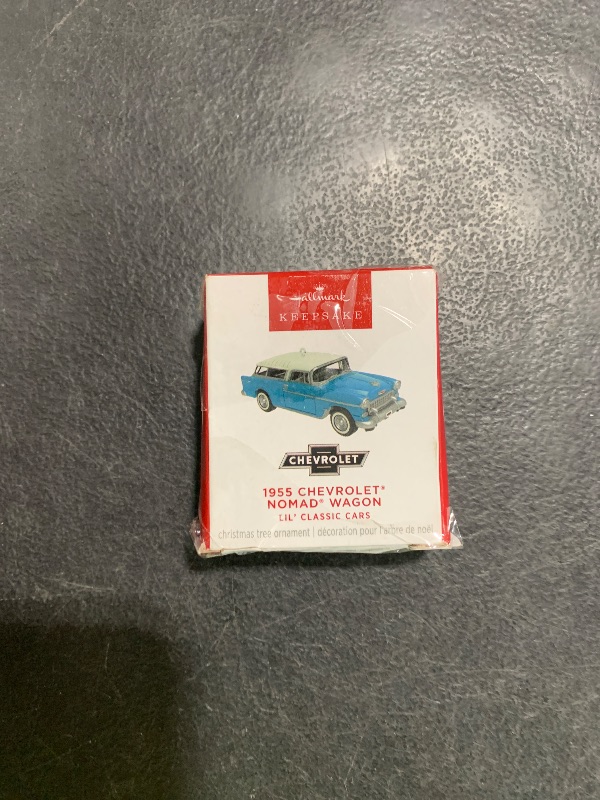 Hallmark
KEEPSAKE
CHEVROLET
1955 CHEVROLET®
NOMAD® WAGON
LIL' CLASSIC CARS
christmas tree ornament | décoration pour l'arbre de noël